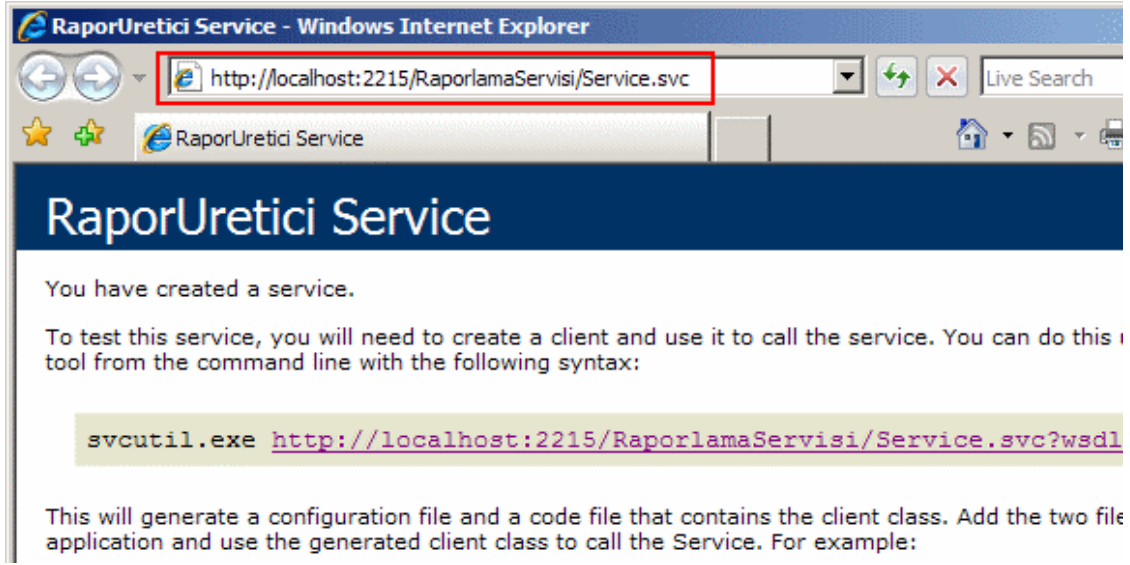 RaporUretici Service - Windows Internet Explorer
http://localhost:2215/RaporlamaServisi/Service.svc
Live Search
RaporUretici Service
RaporUretici Service
You have created a service.
To test this service, you will need to create a client and use it to call the service. You can do this
tool from the command line with the following syntax:
svcutil.exe http://localhost:2215/RaporlamaServisi/Service.svc?wsdl
This will generate a configuration file and a code file that contains the client class. Add the two file
application and use the generated client class to call the Service. For example: